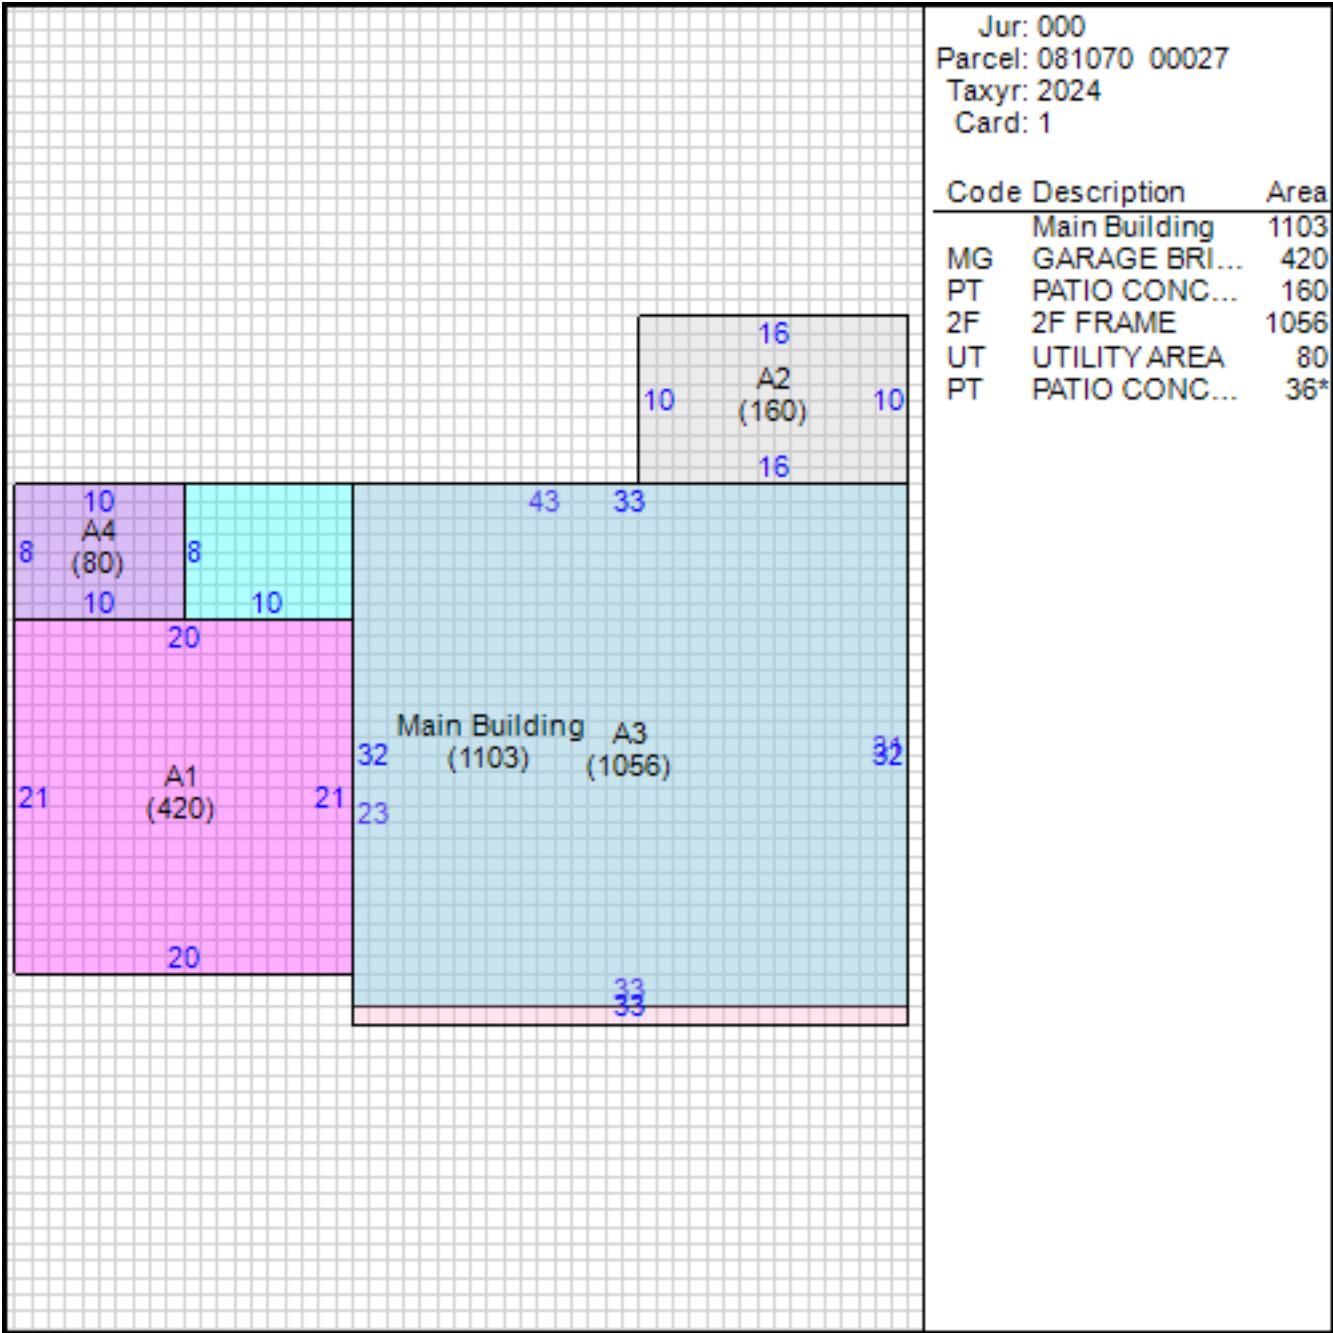 Jur: 000
Parcel: 081070 00027
Taxyr: 2024
Card: 1
Code Description Area
Main Building 1103
MG GARAGE BRI... 420
PT PATIO CONC... 160
2F 2F FRAME 1056
UT UTILITY AREA 80
PT PATIO CONC... 36*
16
A2
10 (160) 10
16
10 43 33
A4
8 (80) 8
10 10
20
Main Building A3
32 (1103) (1056) 31 32
A1
21 (420) 21 23
20
33
33